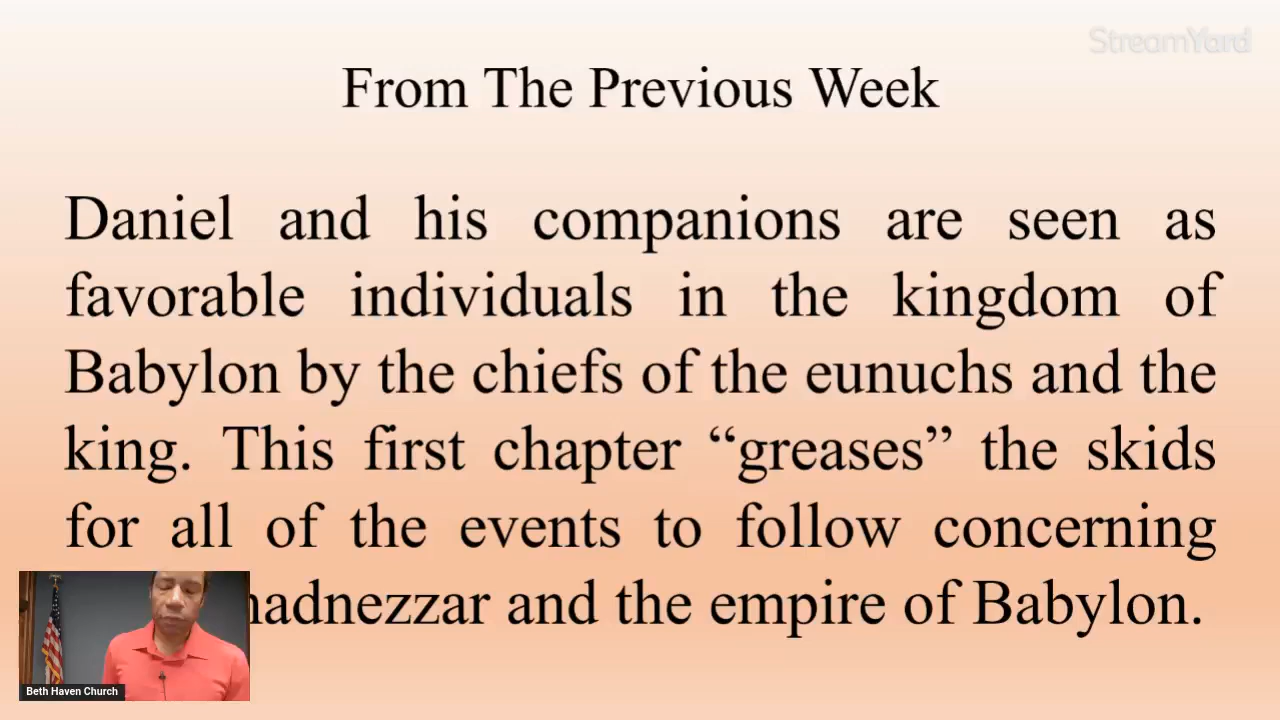 StreamYard
From The Previous Week
Daniel and his companions are seen as
favorable individuals in the kingdom of
Babylon by the chiefs of the eunuchs and the
king. This first chapter “greases” the skids
for all of the events to follow concerning
and the empire of Babylon.
Beth Haven Church